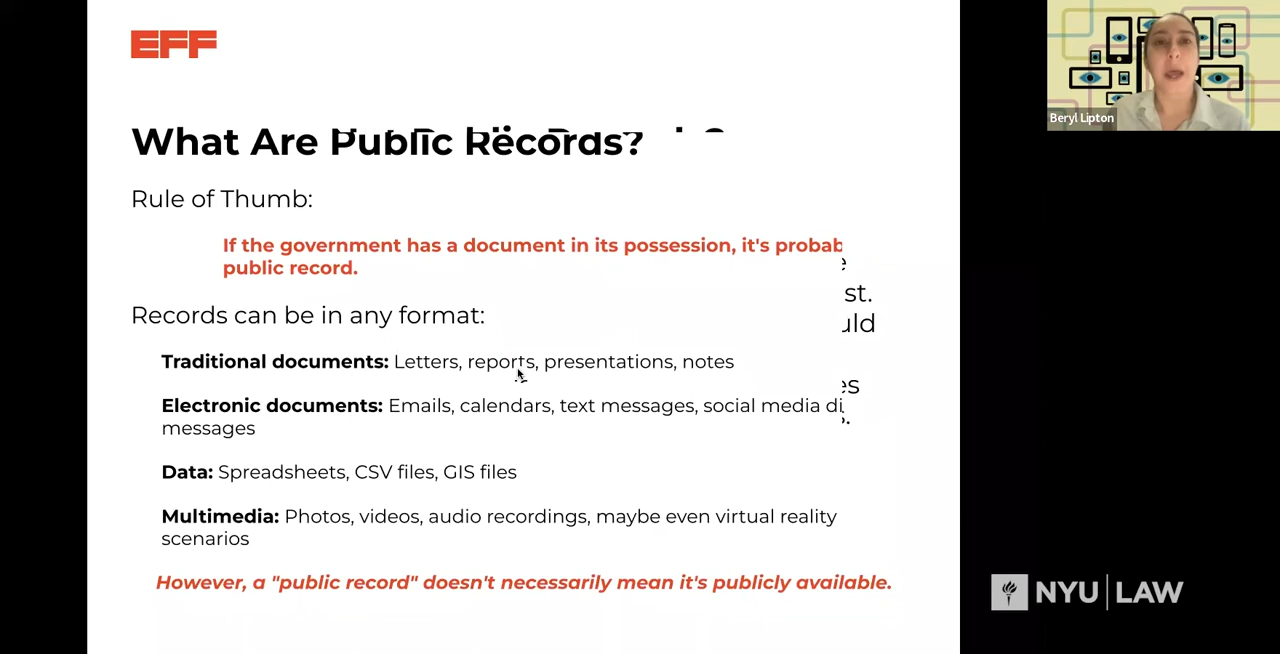 EFF
What Are Public Records?
Rule of Thumb:
If the government has a document in its possession, it's probab
public record.
Records can be in any format:
Traditional documents: Letters, reports, presentations, notes
Electronic documents: Emails, calendars, text messages, social media di
messages
Data: Spreadsheets, CSV files, GIS files
Multimedia: Photos, videos, audio recordings, maybe even virtual reality
scenarios
However, a "public record" doesn't necessarily mean it's publicly available.
st.
uld
es
Beryl Lipton
NYU LAW